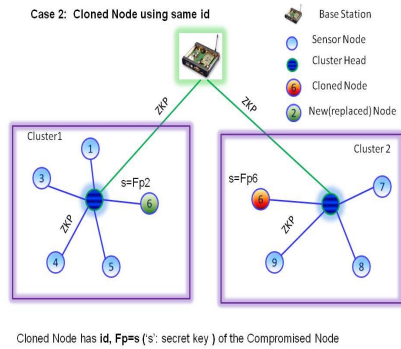 Case 2: Cloned Node using same id
Base Station
Sensor Node
Cluster Head
6 Cloned Node
2 New(replaced) Node
ZKP
ZKP
Cluster1
1
3
s=Fp2
6
ZKP
4
5
Cluster 2
s=Fp6
6
7
ZKP
9
8
Cloned Node has id, Fp=s ('s': secret key ) of the Compromised Node